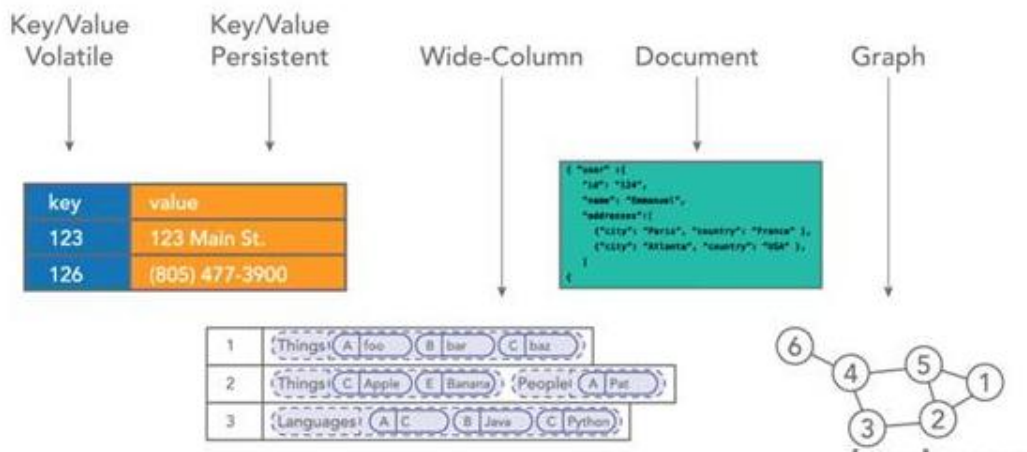 Key/Value
Volatile
Key/Value
Persistent
Wide-Column
Document
Graph
key value
123 123 Main St.
126 (805) 477-3900
{ "user" :{
"id": "124",
"name": "Emmanuel",
"addresses":[
{"city": "Paris", "country": "France" },
{"city": "Atlanta", "country": "USA" },
]
{
1 Things A foo B bar C baz
2 Things C Apple E Banana People A Pat
3 Languages A C B Java C Python
6
4
5
1
3
2